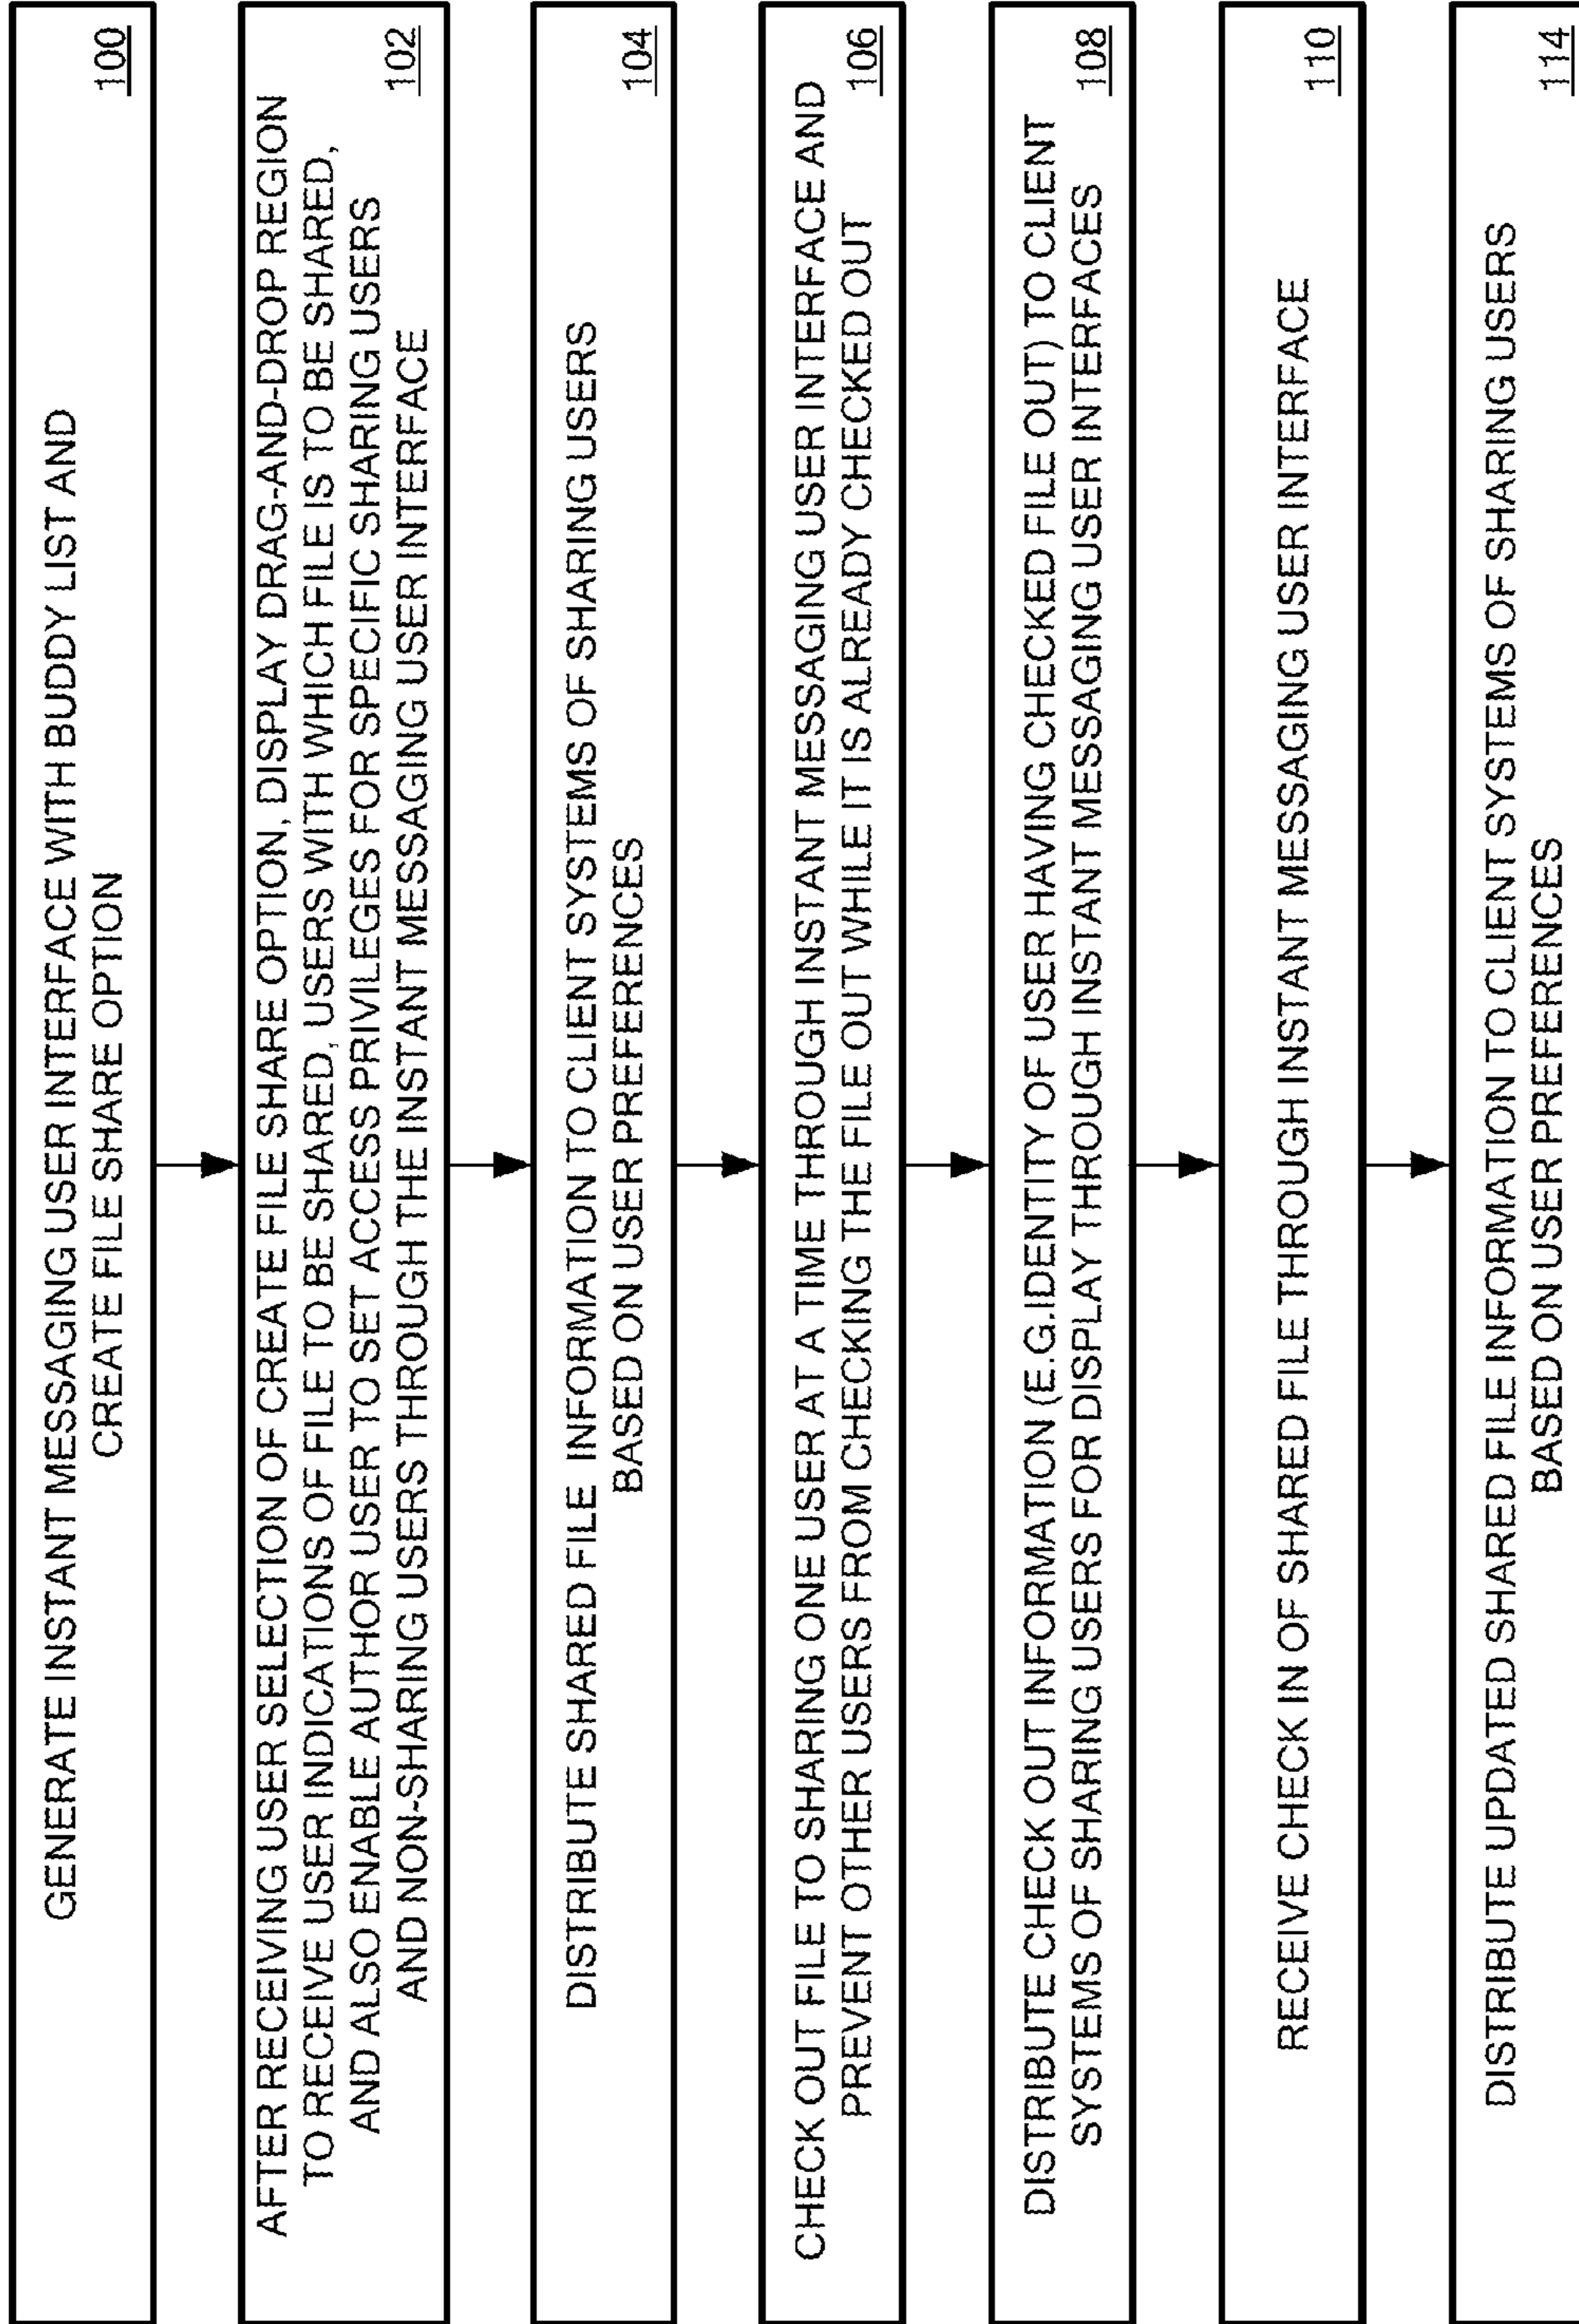 GENERATE INSTANT MESSAGING USER INTERFACE WITH BUDDY LIST AND
CREATE FILE SHARE OPTION
100
AFTER RECEIVING USER SELECTION OF CREATE FILE SHARE OPTION, DISPLAY DRAG-AND-DROP REGION
TO RECEIVE USER INDICATIONS OF FILE TO BE SHARED, USERS WITH WHICH FILE IS TO BE SHARED,
AND ALSO ENABLE AUTHOR USER TO SET ACCESS PRIVILEGES FOR SPECIFIC SHARING USERS
AND NON-SHARING USERS THROUGH THE INSTANT MESSAGING USER INTERFACE
102
DISTRIBUTE SHARED FILE INFORMATION TO CLIENT SYSTEMS OF SHARING USERS
BASED ON USER PREFERENCES
104
CHECK OUT FILE TO SHARING ONE USER AT A TIME THROUGH INSTANT MESSAGING USER INTERFACE AND
PREVENT OTHER USERS FROM CHECKING THE FILE OUT WHILE IT IS ALREADY CHECKED OUT
106
DISTRIBUTE CHECK OUT INFORMATION (E.G.IDENTITY OF USER HAVING CHECKED FILE OUT) TO CLIENT
SYSTEMS OF SHARING USERS FOR DISPLAY THROUGH INSTANT MESSAGING USER INTERFACES
108
RECEIVE CHECK IN OF SHARED FILE THROUGH INSTANT MESSAGING USER INTERFACE
110
DISTRIBUTE UPDATED SHARED FILE INFORMATION TO CLIENT SYSTEMS OF SHARING USERS
BASED ON USER PREFERENCES
114